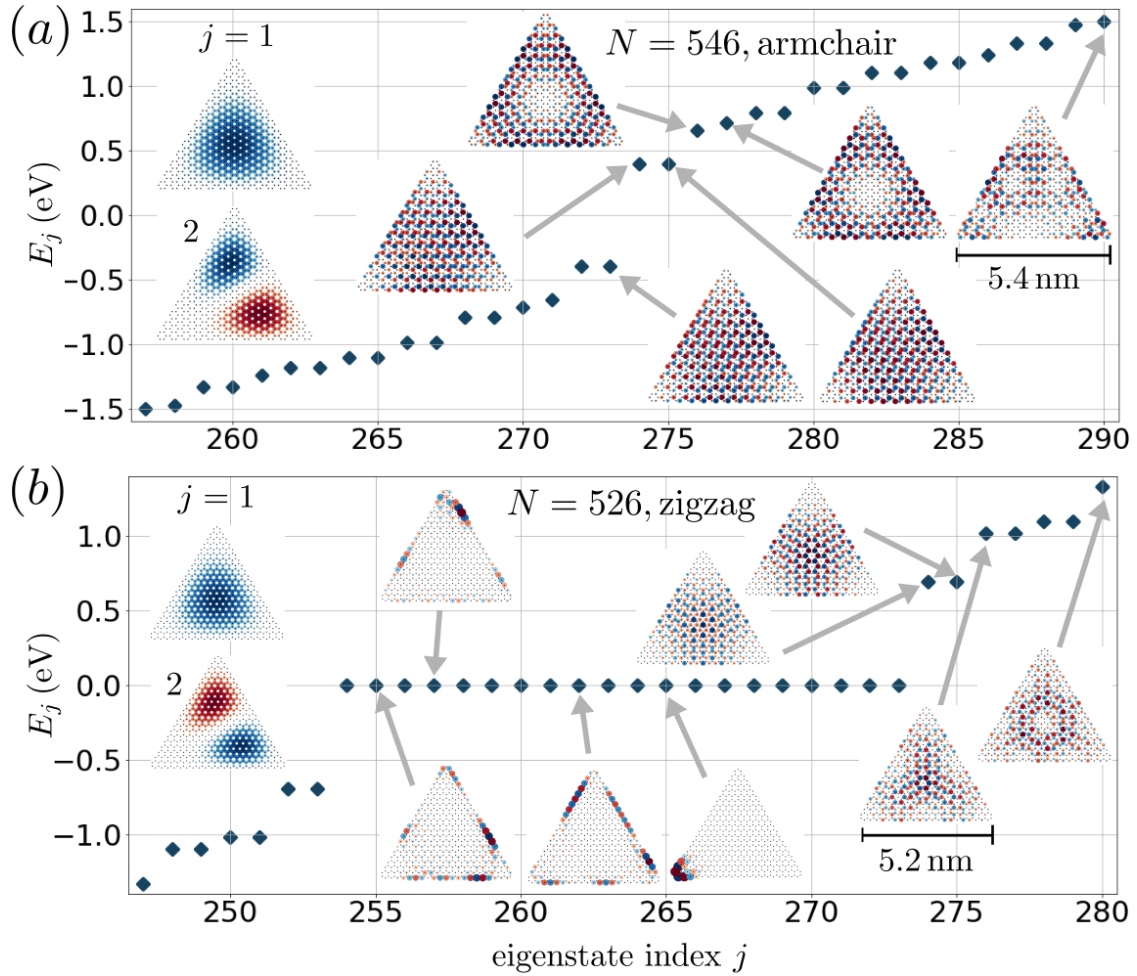 (a)
j = 1
N = 546, armchair
2
5.4 nm
E_j (eV)
1.5
1.0
0.5
0.0
−0.5
−1.0
−1.5
260 265 270 275 280 285 290
(b)
j = 1
N = 526, zigzag
2
5.2 nm
E_j (eV)
1.0
0.5
0.0
−0.5
−1.0
250 255 260 265 270 275 280
eigenstate index j